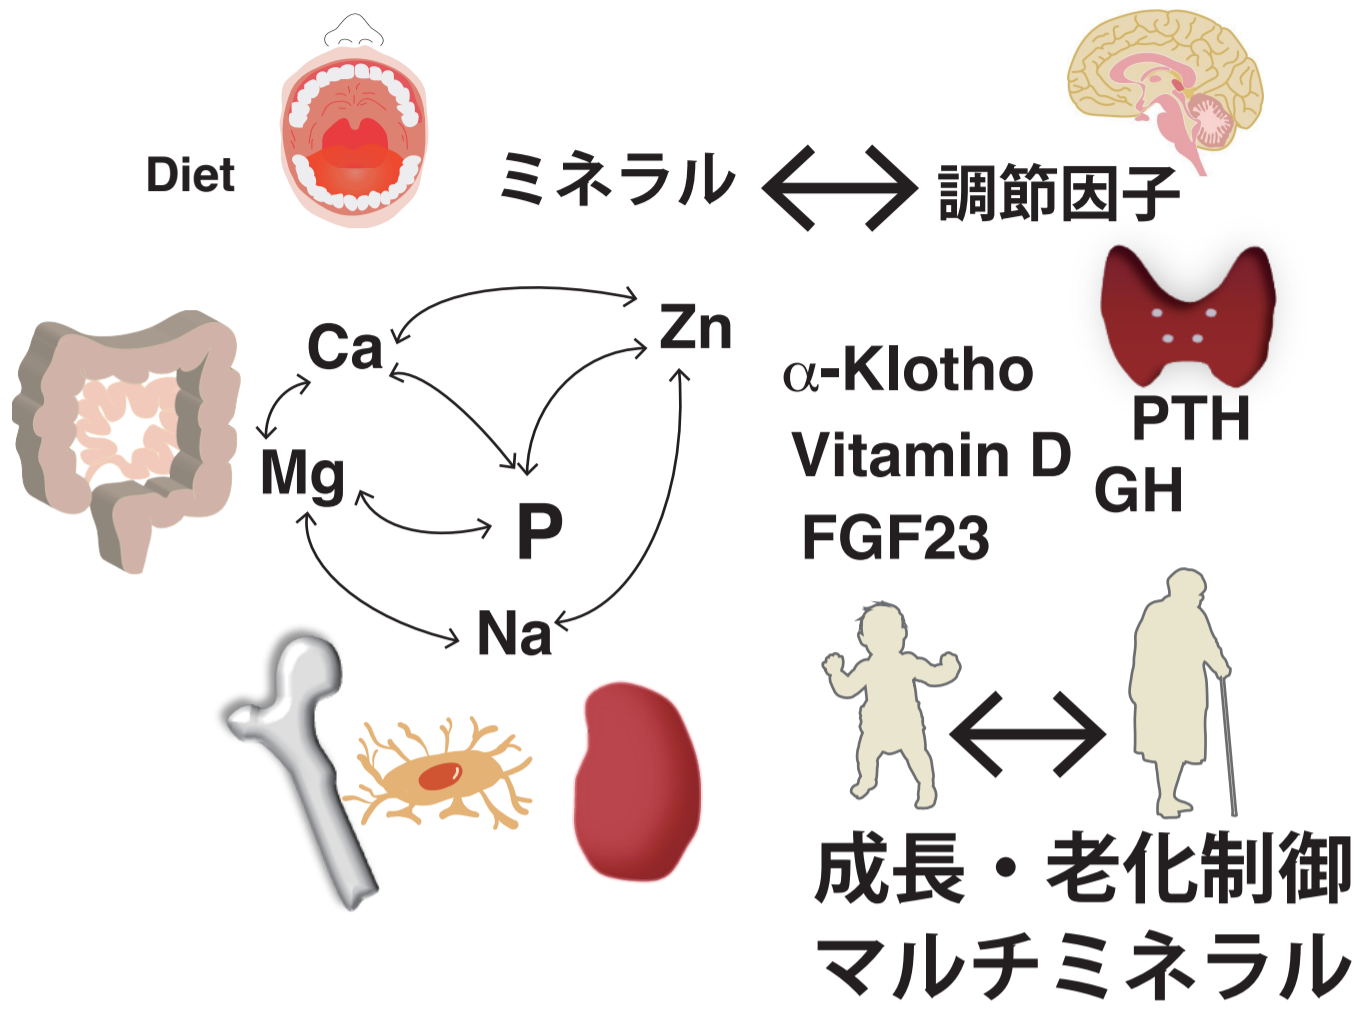 Diet
ミネラル
調節因子
Ca
Zn
Mg
P
Na
α-Klotho
Vitamin D
FGF23
PTH
GH
成長・老化制御
マルチミネラル